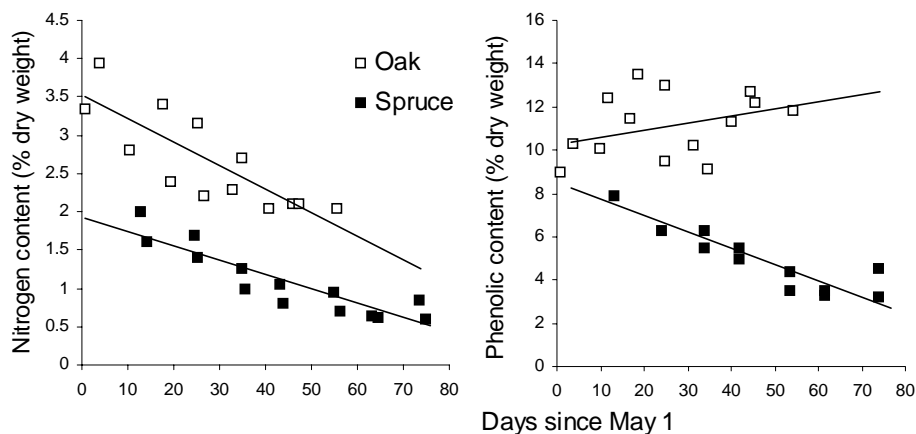 Nitrogen content (% dry weight)
4.5
4
3.5
3
2.5
2
1.5
1
0.5
0
0 10 20 30 40 50 60 70 80
Oak
Spruce
Phenolic content (% dry weight)
16
14
12
10
8
6
4
2
0
0 10 20 30 40 50 60 70 80
Days since May 1